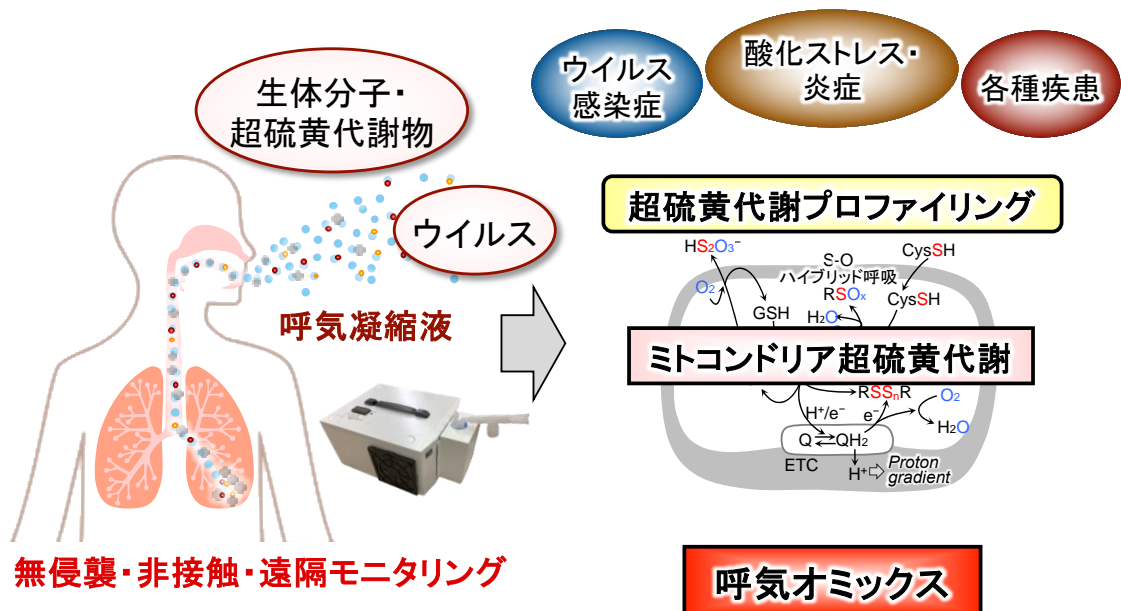 生体分子・
超硫黄代謝物
ウイルス
呼気凝縮液
無侵襲・非接触・遠隔モニタリング
ウイルス
感染症
酸化ストレス・
炎症
各種疾患
超硫黄代謝プロファイリング
HS2O3−
O2
GSH
S-O
ハイブリッド呼吸
RSOx
H2O
CysSH
CysSH
ミトコンドリア超硫黄代謝
RSSnR
O2
H2O
H+/e−
e−
Q⇌QH2
ETC
H+⇨Proton
gradient
呼気オミックス